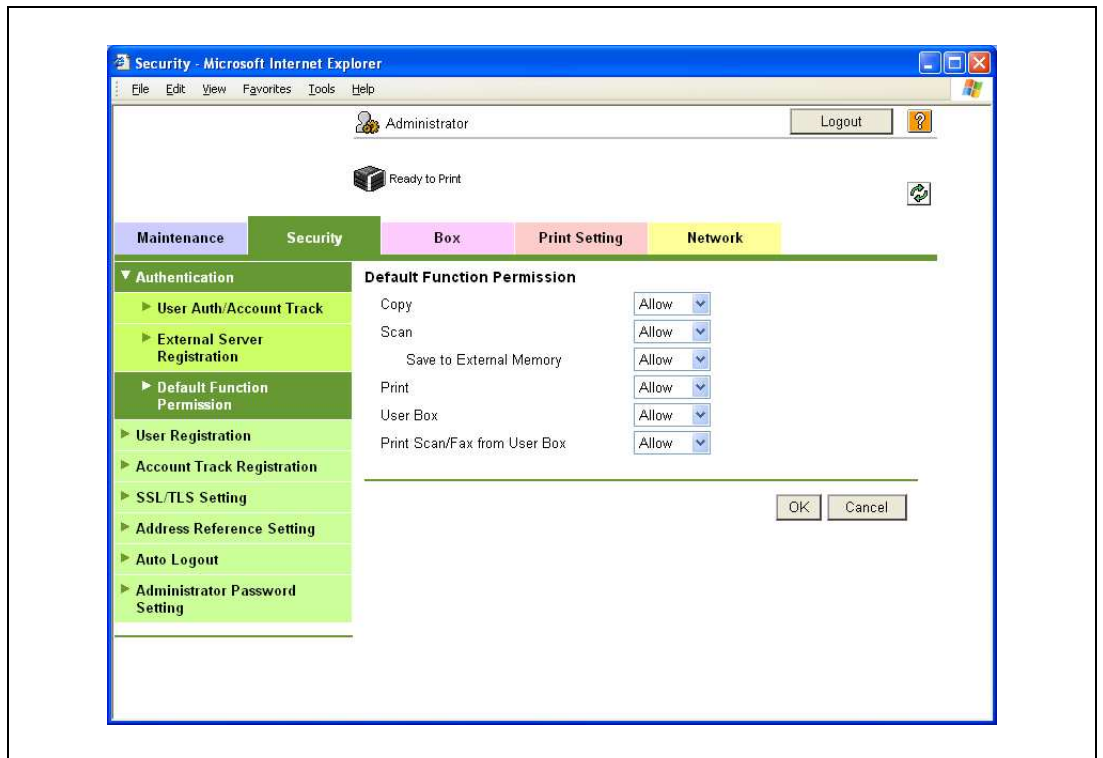 Security - Microsoft Internet Explorer
File Edit View Favorites Tools Help
Administrator
Logout
?
Ready to Print
Maintenance Security Box Print Setting Network
Authentication
User Auth/Account Track
External Server
Registration
Default Function
Permission
User Registration
Account Track Registration
SSL/TLS Setting
Address Reference Setting
Auto Logout
Administrator Password
Setting
Default Function Permission
Copy Allow
Scan Allow
Save to External Memory Allow
Print Allow
User Box Allow
Print Scan/Fax from User Box Allow
OK Cancel